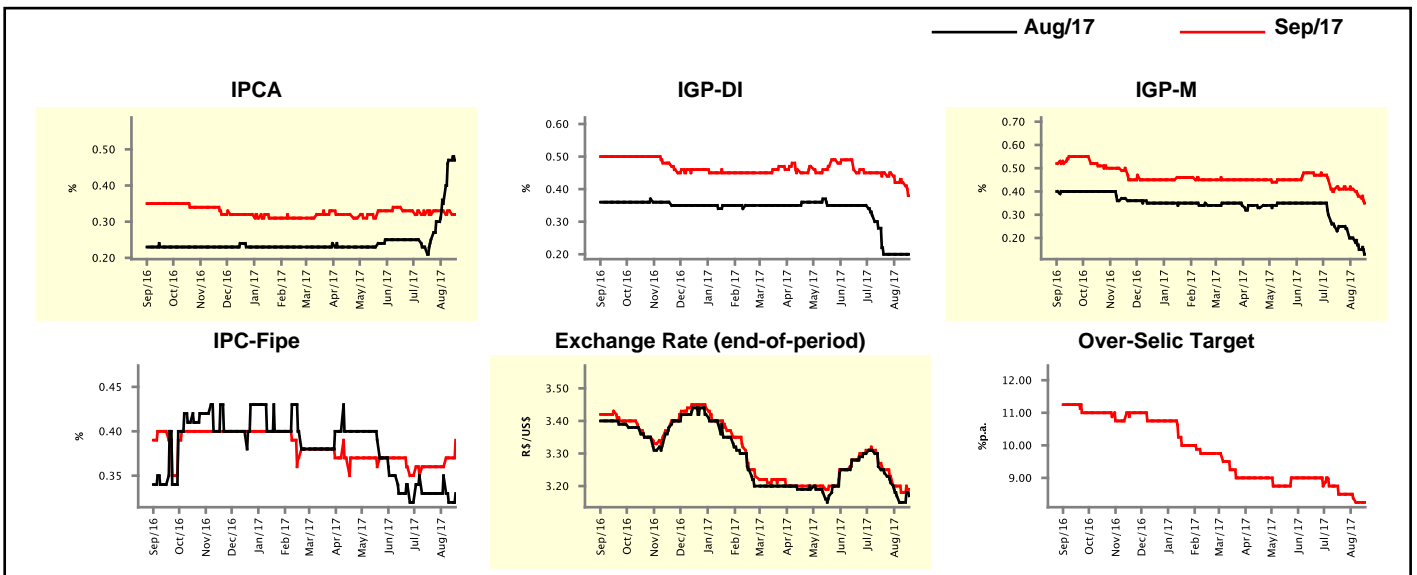 Aug/17 Sep/17
IPCA
%
0.50
0.40
0.30
0.20
Sep/16 Oct/16 Nov/16 Dec/16 Jan/17 Feb/17 Mar/17 Apr/17 May/17 Jun/17 Jul/17 Aug/17
IGP-DI
%
0.60
0.50
0.40
0.30
0.20
Sep/16 Oct/16 Nov/16 Dec/16 Jan/17 Feb/17 Mar/17 Apr/17 May/17 Jun/17 Jul/17 Aug/17
IGP-M
%
0.70
0.60
0.50
0.40
0.30
0.20
Sep/16 Oct/16 Nov/16 Dec/16 Jan/17 Feb/17 Mar/17 Apr/17 May/17 Jun/17 Jul/17 Aug/17
IPC-Fipe
%
0.45
0.40
0.35
Sep/16 Oct/16 Nov/16 Dec/16 Jan/17 Feb/17 Mar/17 Apr/17 May/17 Jun/17 Jul/17 Aug/17
Exchange Rate (end-of-period)
R$/US$
3.50
3.40
3.30
3.20
Sep/16 Oct/16 Nov/16 Dec/16 Jan/17 Feb/17 Mar/17 Apr/17 May/17 Jun/17 Jul/17 Aug/17
Over-Selic Target
%p.a.
12.00
11.00
10.00
9.00
Sep/16 Oct/16 Nov/16 Dec/16 Jan/17 Feb/17 Mar/17 Apr/17 May/17 Jun/17 Jul/17 Aug/17